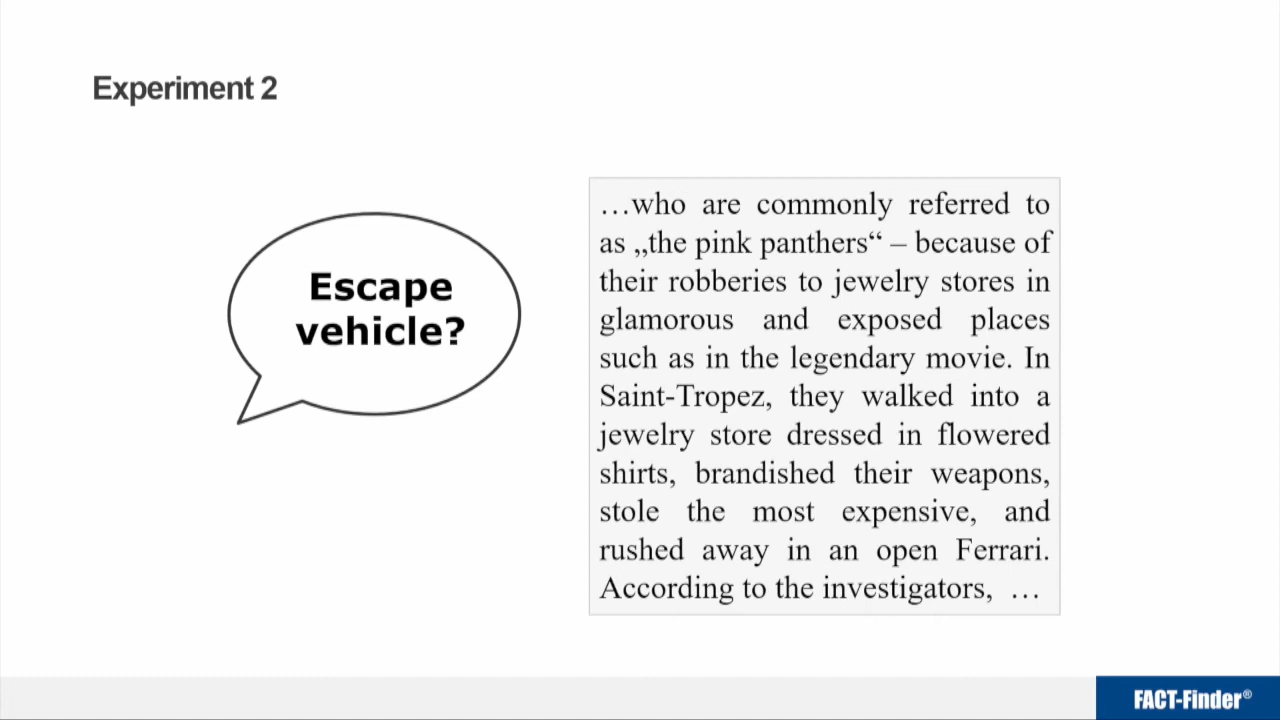 Experiment 2
Escape
vehicle?
…who are commonly referred to
as „the pink panthers“ – because of
their robberies to jewelry stores in
glamorous and exposed places
such as in the legendary movie. In
Saint-Tropez, they walked into a
jewelry store dressed in flowered
shirts, brandished their weapons,
stole the most expensive, and
rushed away in an open Ferrari.
According to the investigators, …
FACT-Finder®